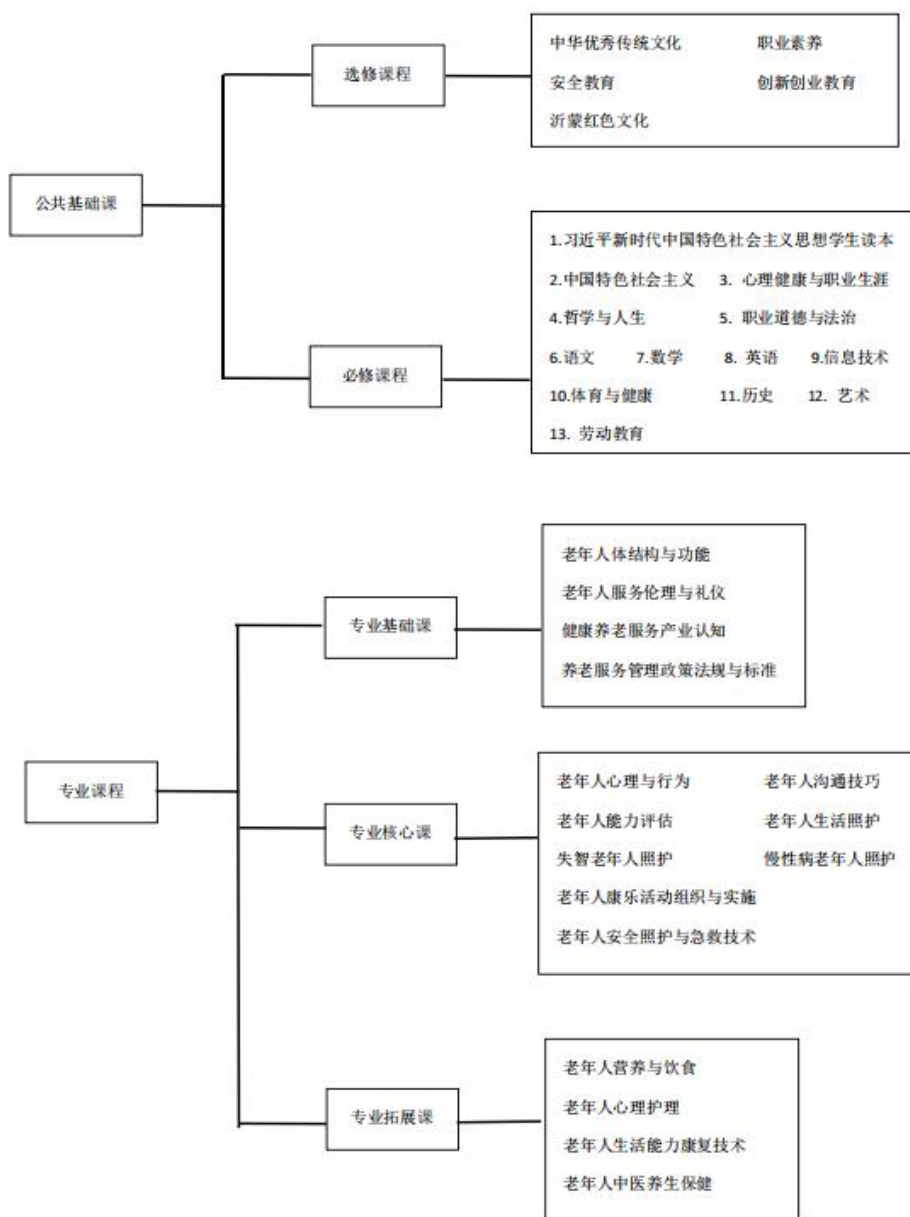 中华优秀传统文化 职业素养
选修课程
安全教育 创新创业教育
沂蒙红色文化
公共基础课
1.习近平新时代中国特色社会主义思想学生读本
2.中国特色社会主义 3. 心理健康与职业生涯
4.哲学与人生 5. 职业道德与法治
6.语文 7.数学 8. 英语 9.信息技术
必修课程
10.体育与健康 11.历史 12. 艺术
13. 劳动教育
老年人体结构与功能
老年人服务伦理与礼仪
专业基础课
健康养老服务产业认知
养老服务管理政策法规与标准
专业课程
老年人心理与行为 老年人沟通技巧
老年人能力评估 老年人生活照护
专业核心课
失智老年人照护 慢性病老年人照护
老年人康乐活动组织与实施
老年人安全照护与急救技术
老年人营养与饮食
老年人心理护理
专业拓展课
老年人生活能力康复技术
老年人中医养生保健